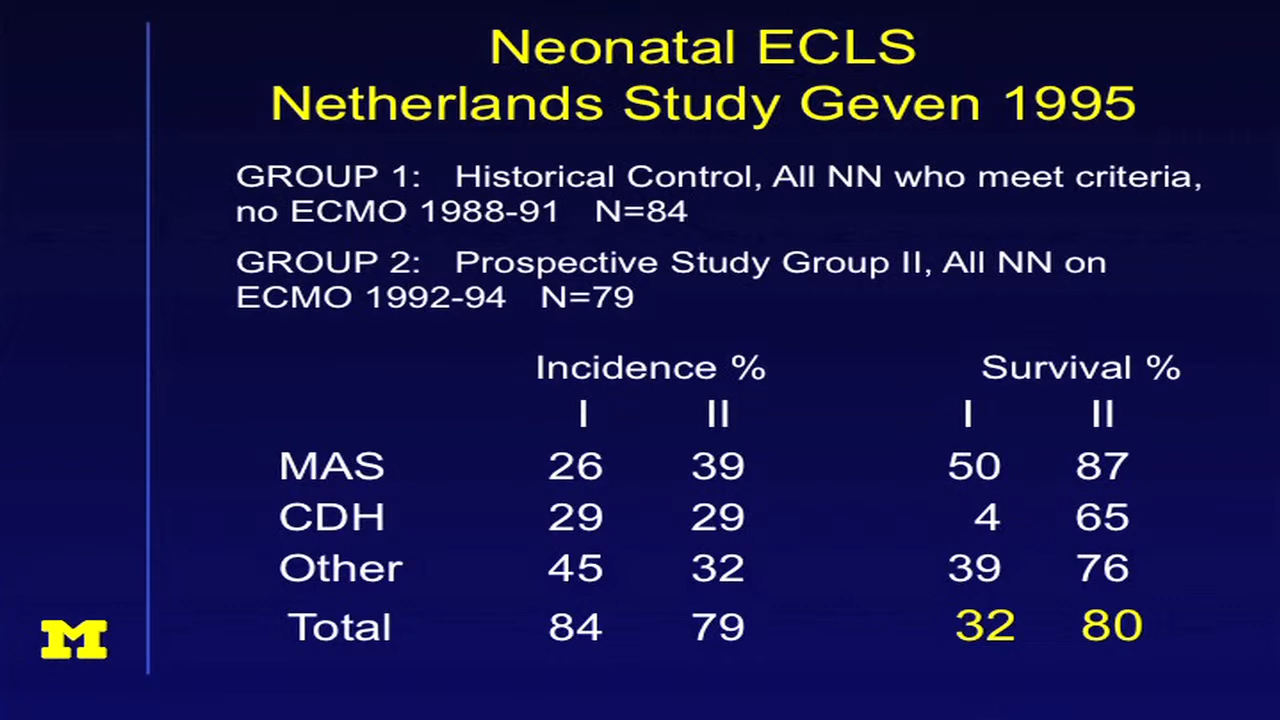 Neonatal ECLS
Netherlands Study Geven 1995
GROUP 1: Historical Control, All NN who meet criteria,
no ECMO 1988-91 N=84
GROUP 2: Prospective Study Group II, All NN on
ECMO 1992-94 N=79
Incidence % Survival %
I II I II
MAS 26 39 50 87
CDH 29 29 4 65
Other 45 32 39 76
Total 84 79 32 80
M